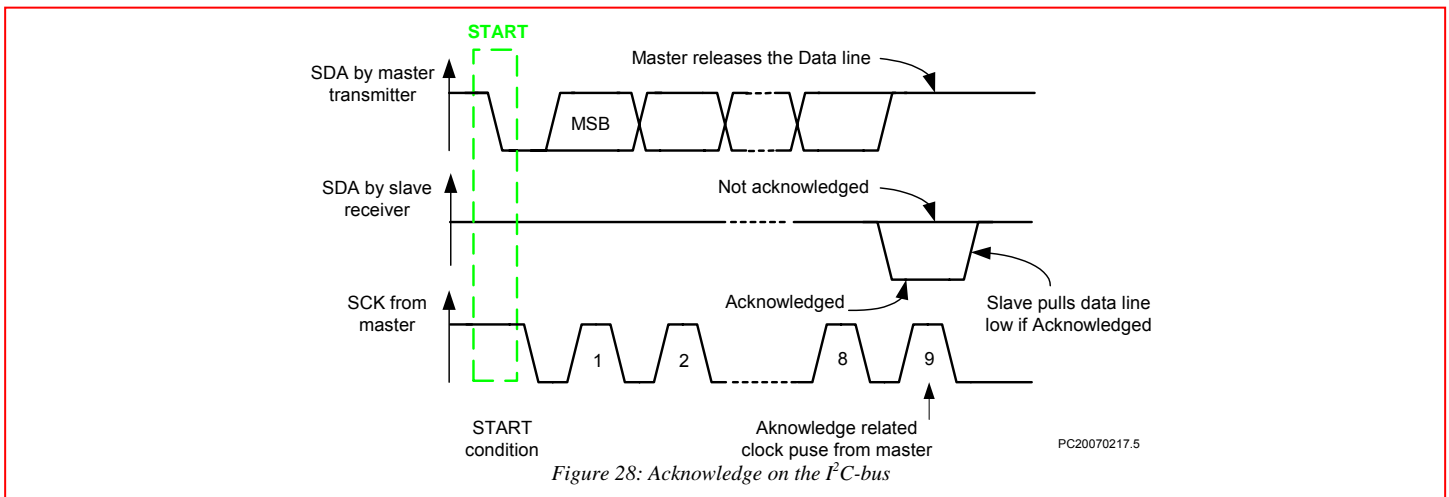 START
SDA by master
transmitter
Master releases the Data line
MSB
SDA by slave
receiver
Not acknowledged
Acknowledged
Slave pulls data line
low if Acknowledged
SCK from
master
1
2
8
9
START
condition
Aknowledge related
clock puse from master
PC20070217.5
Figure 28: Acknowledge on the I²C-bus